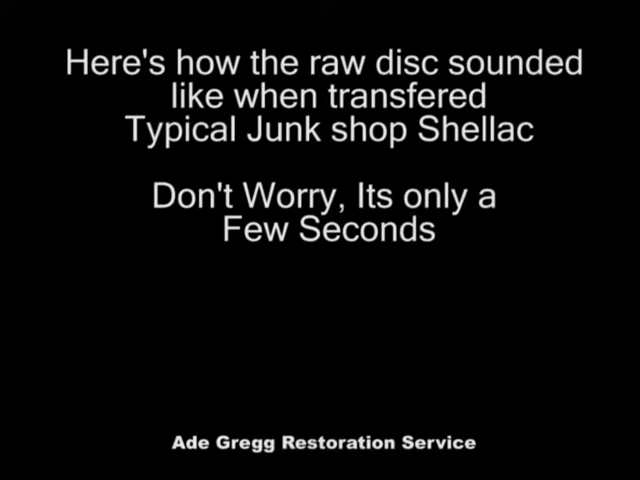 Here's how the raw disc sounded
like when transfered
Typical Junk shop Shellac
Don't Worry, Its only a
Few Seconds
Ade Gregg Restoration Service